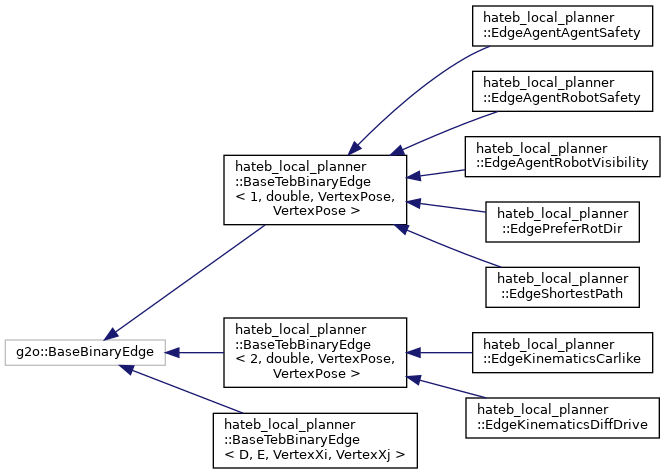 hateb_local_planner
::EdgeAgentAgentSafety
hateb_local_planner
::EdgeAgentRobotSafety
hateb_local_planner
::EdgeAgentRobotVisibility
hateb_local_planner
::BaseTebBinaryEdge
< 1, double, VertexPose,
VertexPose >
hateb_local_planner
::EdgePreferRotDir
hateb_local_planner
::EdgeShortestPath
g2o::BaseBinaryEdge
hateb_local_planner
::BaseTebBinaryEdge
< 2, double, VertexPose,
VertexPose >
hateb_local_planner
::EdgeKinematicsCarlike
hateb_local_planner
::EdgeKinematicsDiffDrive
hateb_local_planner
::BaseTebBinaryEdge
< D, E, VertexXi, VertexXj >